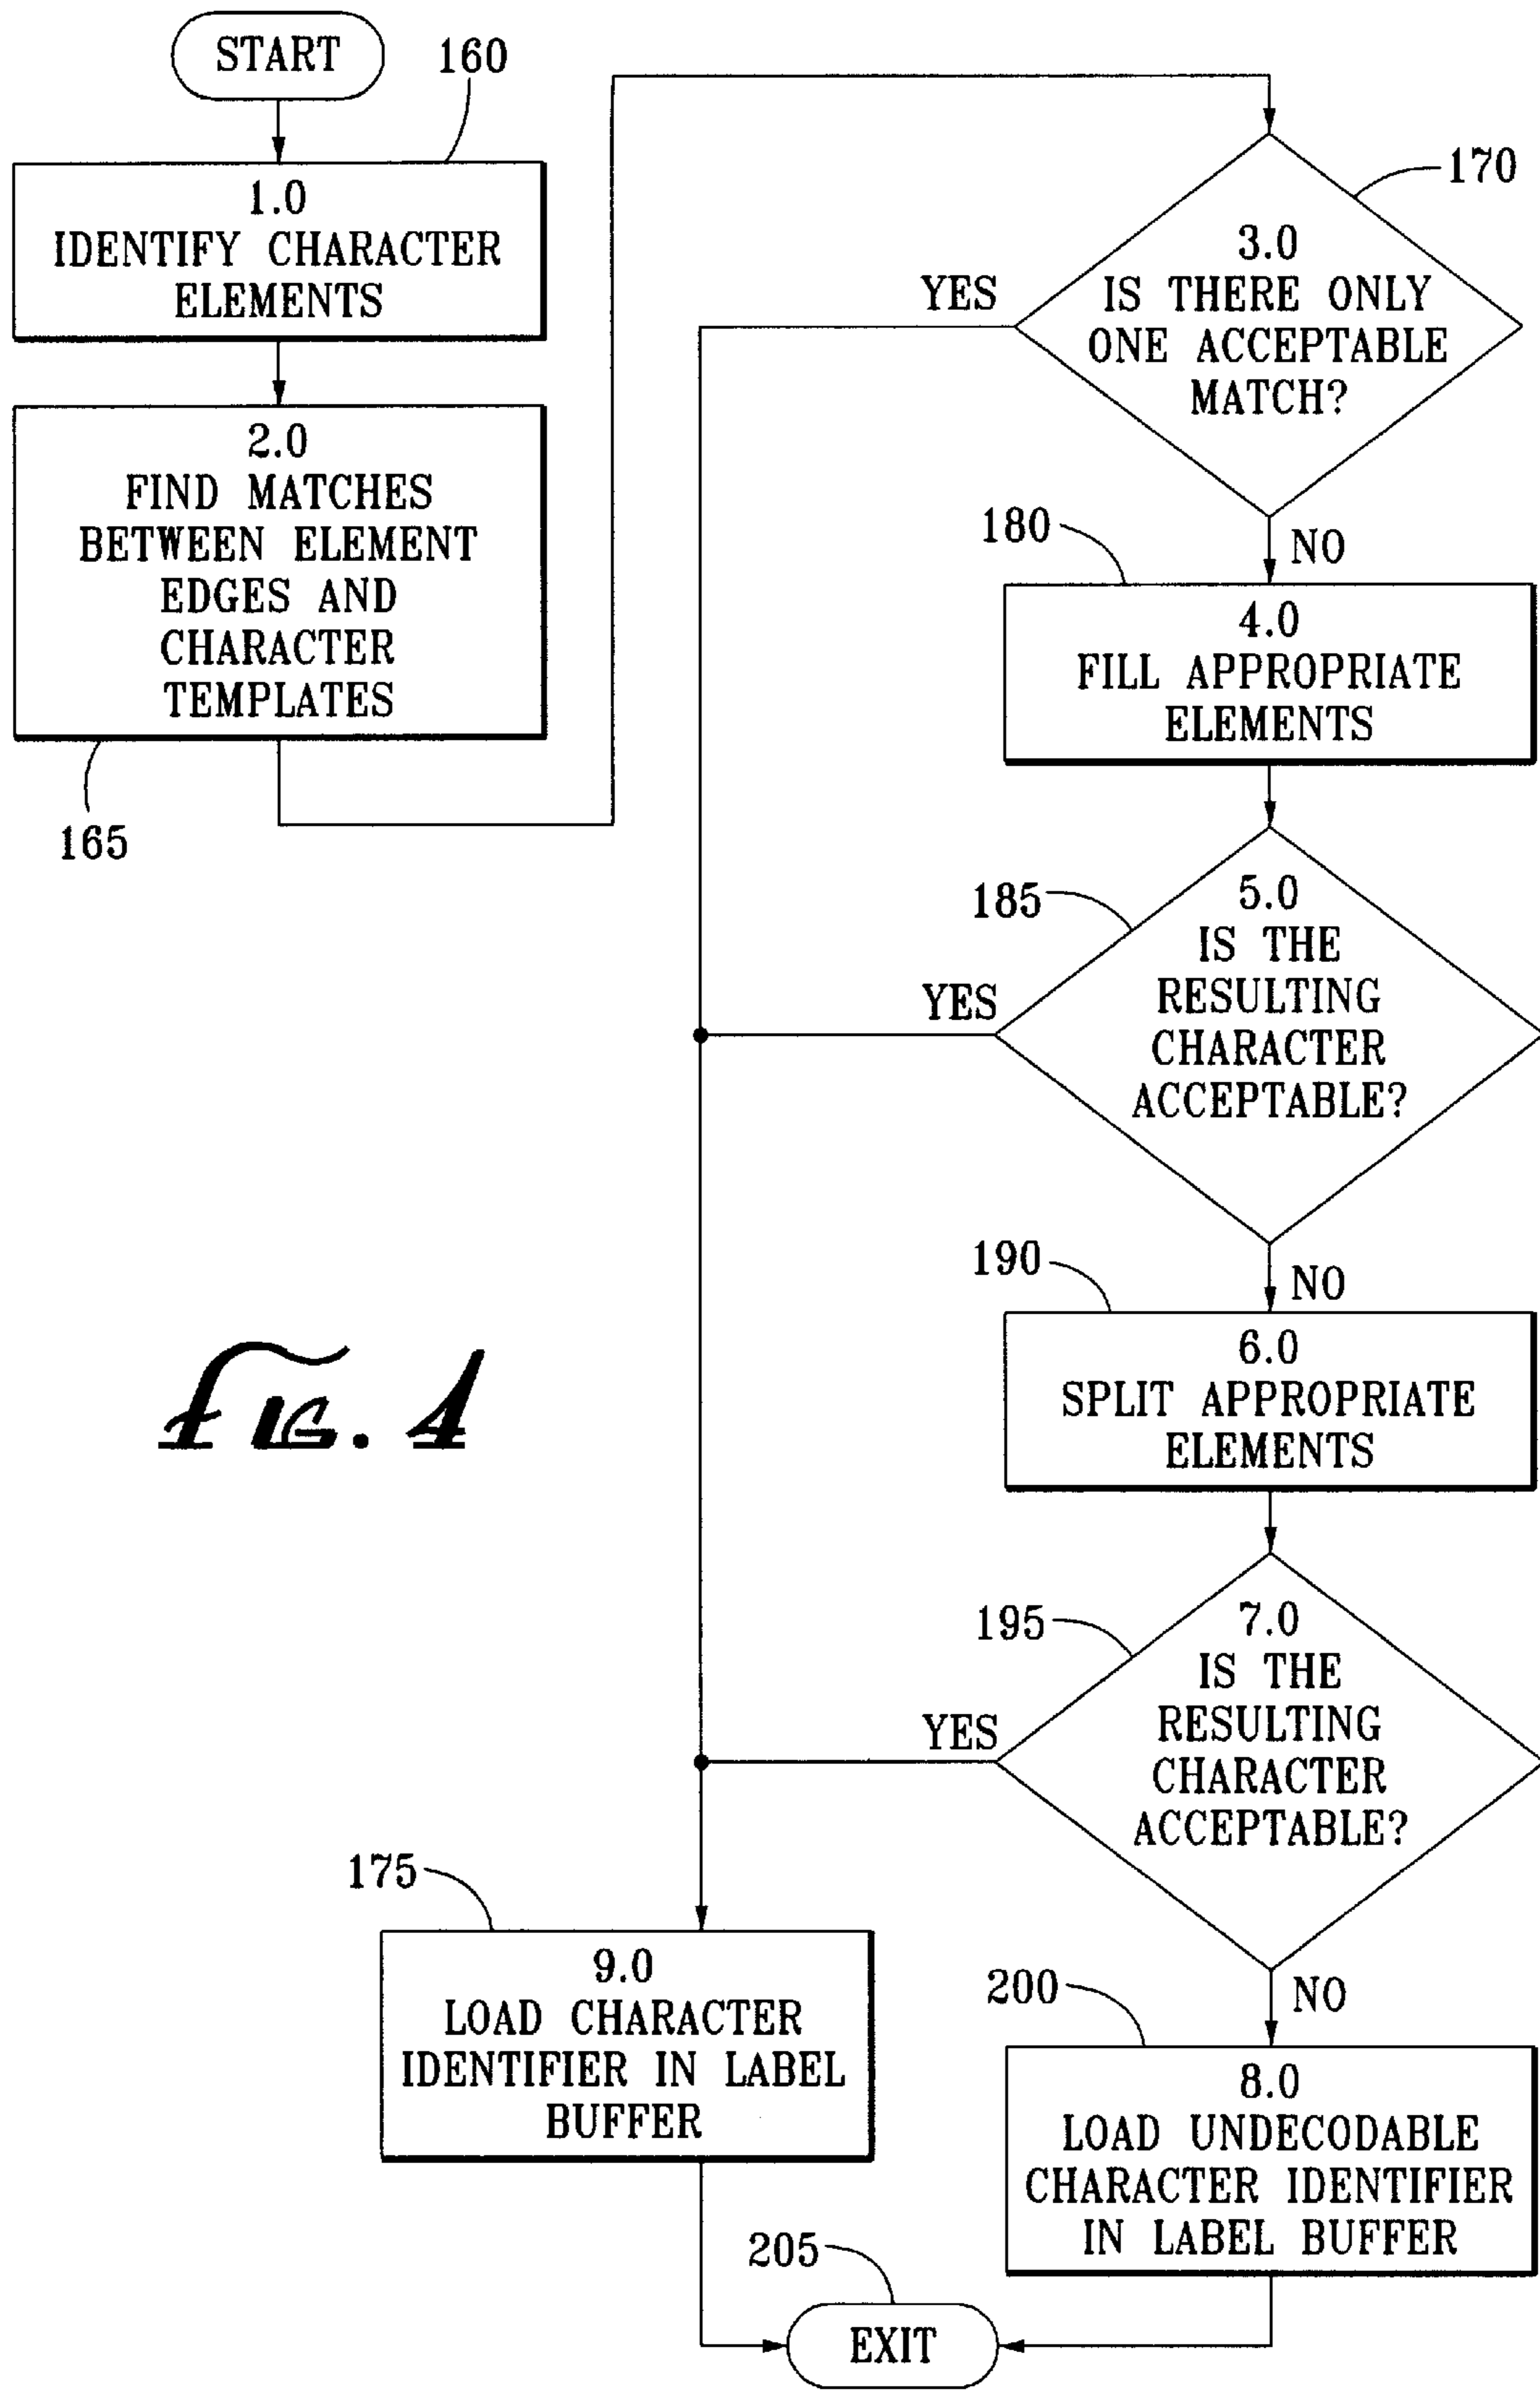 START
160
1.0
IDENTIFY CHARACTER
ELEMENTS
2.0
FIND MATCHES
BETWEEN ELEMENT
EDGES AND
CHARACTER
TEMPLATES
165
170
3.0
IS THERE ONLY
ONE ACCEPTABLE
MATCH?
YES
NO
180
4.0
FILL APPROPRIATE
ELEMENTS
185
5.0
IS THE
RESULTING
CHARACTER
ACCEPTABLE?
YES
NO
190
6.0
SPLIT APPROPRIATE
ELEMENTS
195
7.0
IS THE
RESULTING
CHARACTER
ACCEPTABLE?
YES
NO
175
9.0
LOAD CHARACTER
IDENTIFIER IN LABEL
BUFFER
200
8.0
LOAD UNDECODABLE
CHARACTER IDENTIFIER
IN LABEL BUFFER
205
EXIT
FIG. 4